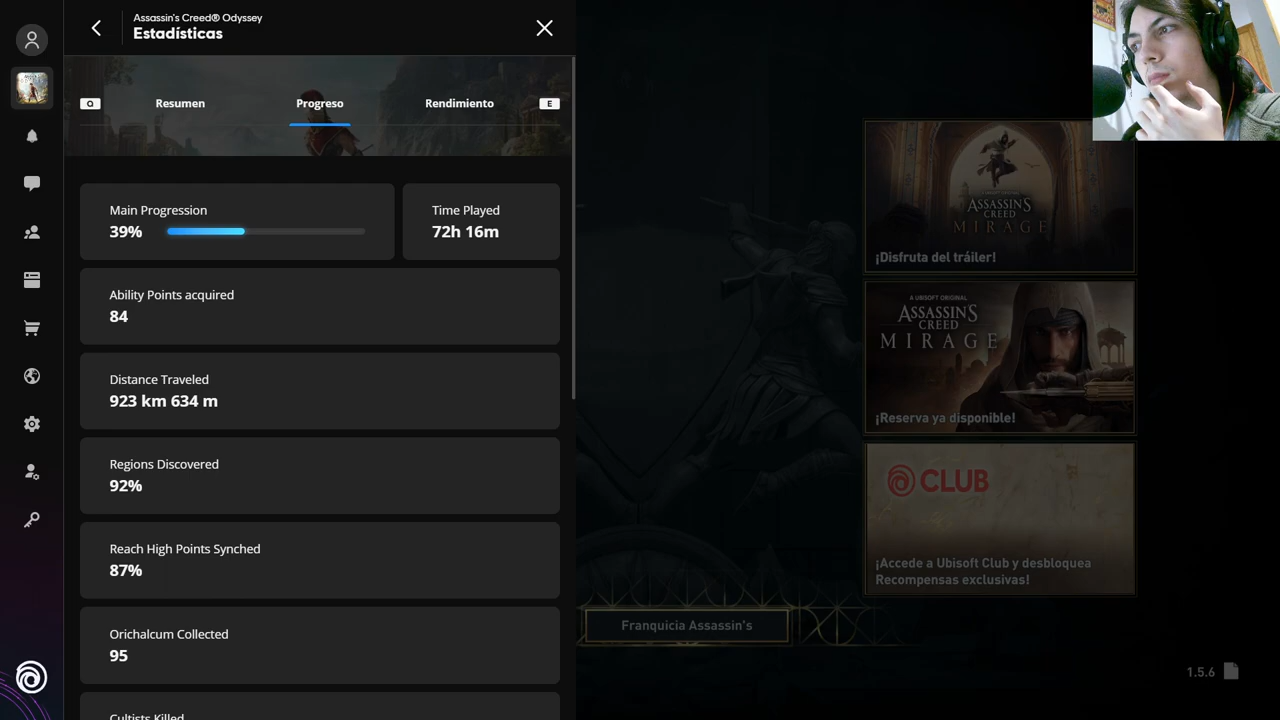 Assassin's Creed® Odyssey
Estadísticas
Q
Resumen
Progreso
Rendimiento
E
Main Progression
39%
Time Played
72h 16m
Ability Points acquired
84
Distance Traveled
923 km 634 m
Regions Discovered
92%
Reach High Points Synched
87%
Orichalcum Collected
95
Cultists Killed
ASSASSIN'S
CREED
MIRAGE
¡Disfruta del tráiler!
A UBISOFT ORIGINAL
ASSASSIN'S
CREED
MIRAGE
¡Reserva ya disponible!
CLUB
¡Accede a Ubisoft Club y desbloquea
Recompensas exclusivas!
Franquicia Assassin's
1.5.6